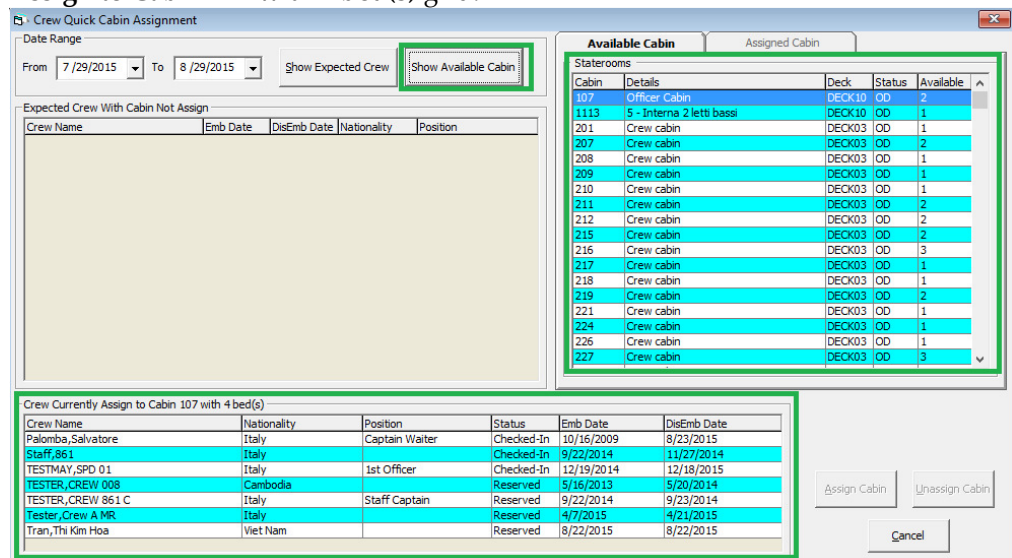 Crew Quick Cabin Assignment
Date Range
From 7/29/2015 To 8/29/2015 Show Expected Crew Show Available Cabin
Expected Crew With Cabin Not Assign
Crew Name Emb Date DisEmb Date Nationality Position
Available Cabin Assigned Cabin
Staterooms
Cabin Details Deck Status Available
107 Officer Cabin DECK10 OD 2
1113 5 - Interna 2 letti bassi DECK10 OD 1
201 Crew cabin DECK03 OD 1
207 Crew cabin DECK03 OD 2
208 Crew cabin DECK03 OD 1
209 Crew cabin DECK03 OD 1
210 Crew cabin DECK03 OD 1
211 Crew cabin DECK03 OD 2
212 Crew cabin DECK03 OD 2
215 Crew cabin DECK03 OD 2
216 Crew cabin DECK03 OD 3
217 Crew cabin DECK03 OD 1
218 Crew cabin DECK03 OD 1
219 Crew cabin DECK03 OD 2
221 Crew cabin DECK03 OD 1
224 Crew cabin DECK03 OD 1
226 Crew cabin DECK03 OD 1
227 Crew cabin DECK03 OD 3
Crew Currently Assign to Cabin 107 with 4 bed(s)
Crew Name Nationality Position Status Emb Date DisEmb Date
Palomba,Salvatore Italy Captain Waiter Checked-In 10/16/2009 8/23/2015
Staff,861 Italy Checked-In 9/22/2014 11/27/2014
TESTMAY,SPD 01 Italy 1st Officer Checked-In 12/19/2014 12/18/2015
TESTER,CREW 008 Cambodia Reserved 5/16/2013 5/20/2014
TESTER,CREW 861 C Italy Staff Captain Reserved 9/22/2014 9/23/2014
Tester,Crew A MR Italy Reserved 4/7/2015 4/21/2015
Tran,Thi Kim Hoa Viet Nam Reserved 8/22/2015 8/22/2015
Assign Cabin Unassign Cabin
Cancel